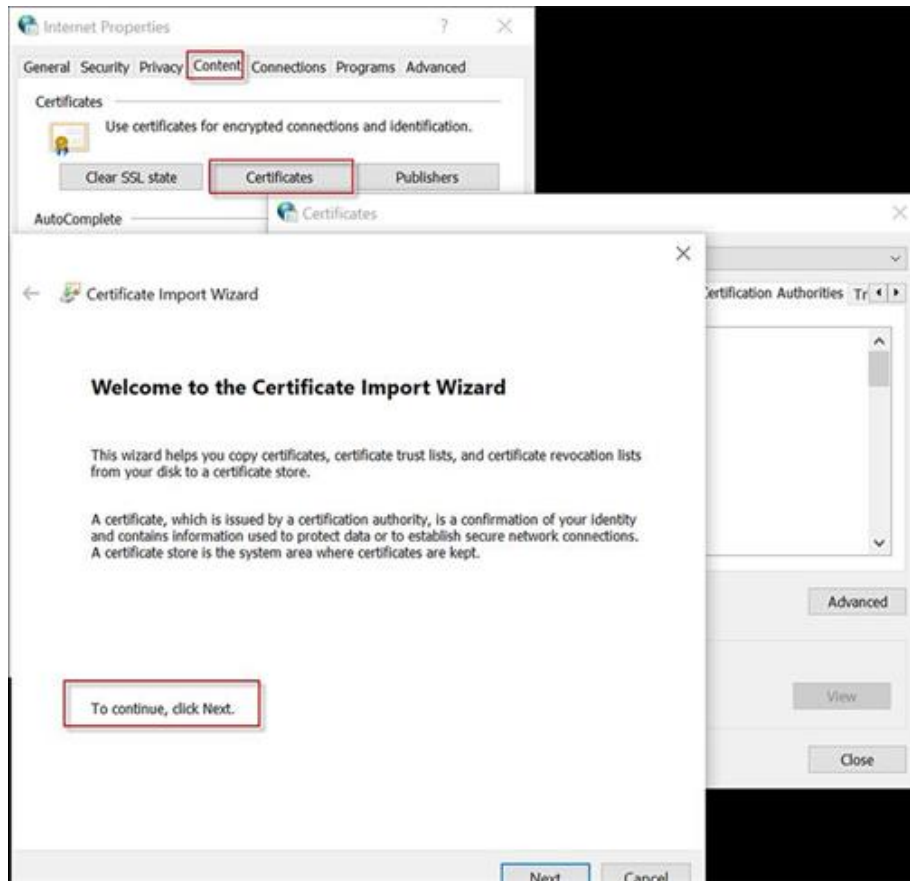 Internet Properties
?
General Security Privacy Content Connections Programs Advanced
Certificates
Use certificates for encrypted connections and identification.
Clear SSL state Certificates Publishers
AutoComplete
Certificates
Certification Authorities Tr
Certificate Import Wizard
Welcome to the Certificate Import Wizard
This wizard helps you copy certificates, certificate trust lists, and certificate revocation lists
from your disk to a certificate store.
A certificate, which is issued by a certification authority, is a confirmation of your identity
and contains information used to protect data or to establish secure network connections.
A certificate store is the system area where certificates are kept.
Advanced
To continue, click Next.
View
Close
Next Cancel